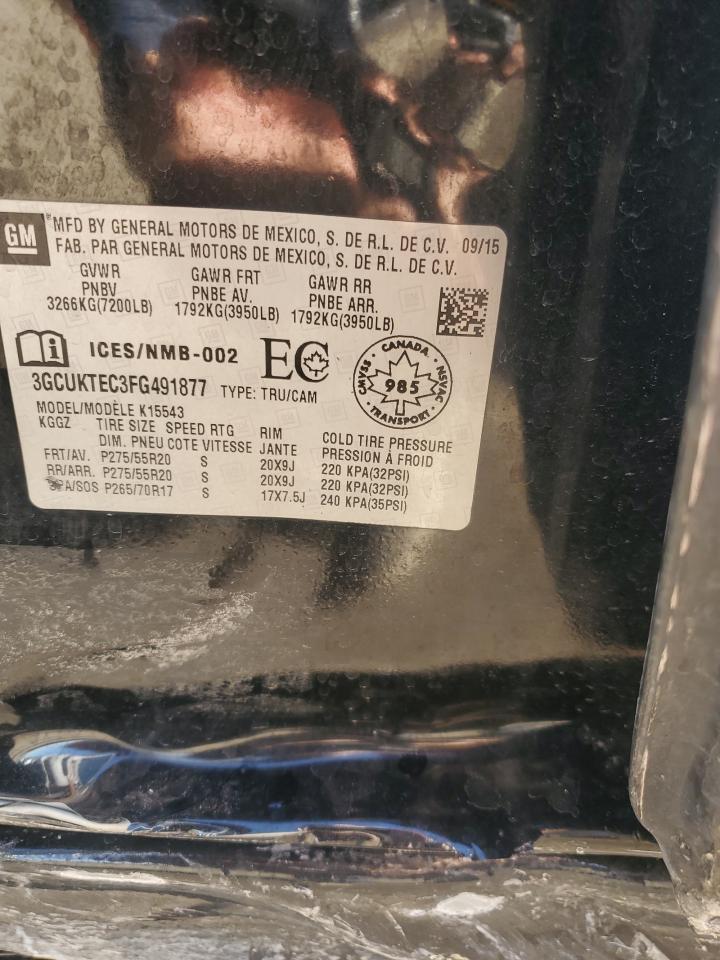 GM
MFD BY GENERAL MOTORS DE MEXICO, S. DE R.L. DE C.V. 09/15
FAB. PAR GENERAL MOTORS DE MEXICO, S. DE R.L. DE C.V.
GVWR GAWR FRT GAWR RR
PNBV PNBE AV. PNBE ARR.
3266KG(7200LB) 1792KG(3950LB) 1792KG(3950LB)
ICES/NMB-002 EC
CANADA
CMVSS 985 NSVAC
TRANSPORT
3GCUKTEC3FG491877 TYPE: TRU/CAM
MODEL/MODÈLE K15543
KGGZ TIRE SIZE SPEED RTG RIM COLD TIRE PRESSURE
DIM. PNEU COTE VITESSE JANTE PRESSION À FROID
FRT/AV. P275/55R20 S 20X9J 220 KPA(32PSI)
RR/ARR. P275/55R20 S 20X9J 220 KPA(32PSI)
SPA/SOS P265/70R17 S 17X7.5J 240 KPA(35PSI)